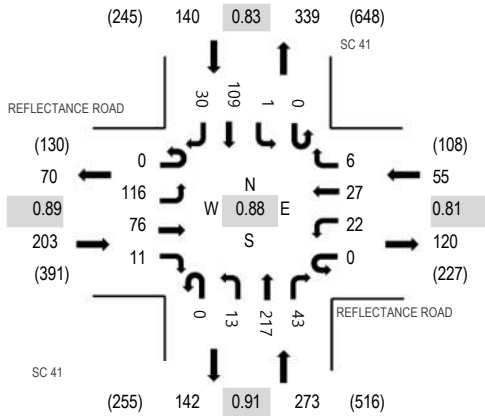 (245) 140 0.83 339 (648)
SC 41
REFLECTANCE ROAD
30 109 1 0
(130) (108)
70 0 6 55
116 27
0.89 W N 0.88 E S 0.81
203 76 22 120
11 0
(391) (227)
0 13 217 43
REFLECTANCE ROAD
SC 41
(255) 142 0.91 273 (516)